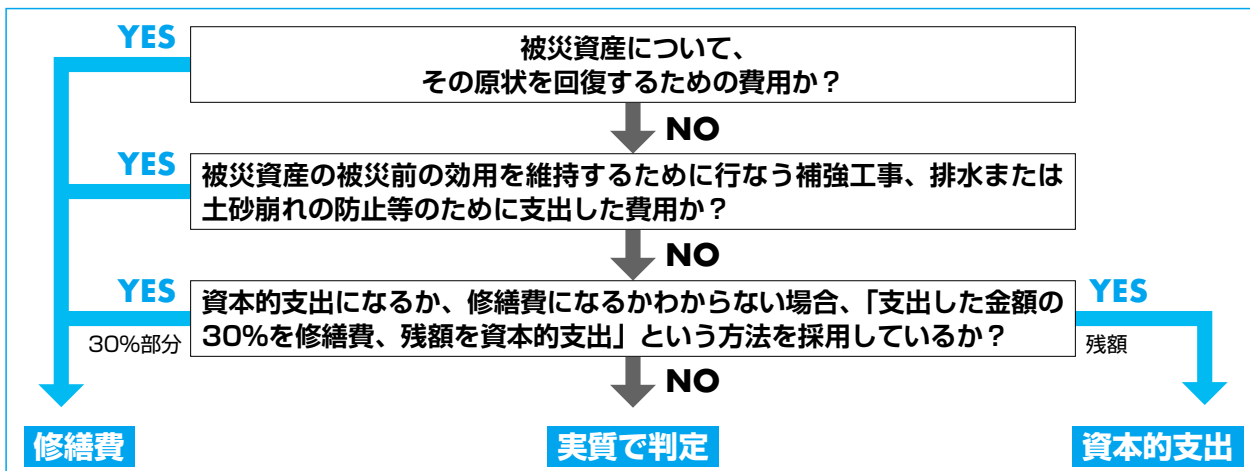 YES
被災資産について、
その原状を回復するための費用か？
NO
YES
被災資産の被災前の効用を維持するために行なう補強工事、排水または
土砂崩れの防止等のために支出した費用か？
NO
YES
30%部分
資本的支出になるか、修繕費になるかわからない場合、「支出した金額の
30%を修繕費、残額を資本的支出」という方法を採用しているか？
YES
残額
NO
修繕費
実質で判定
資本的支出